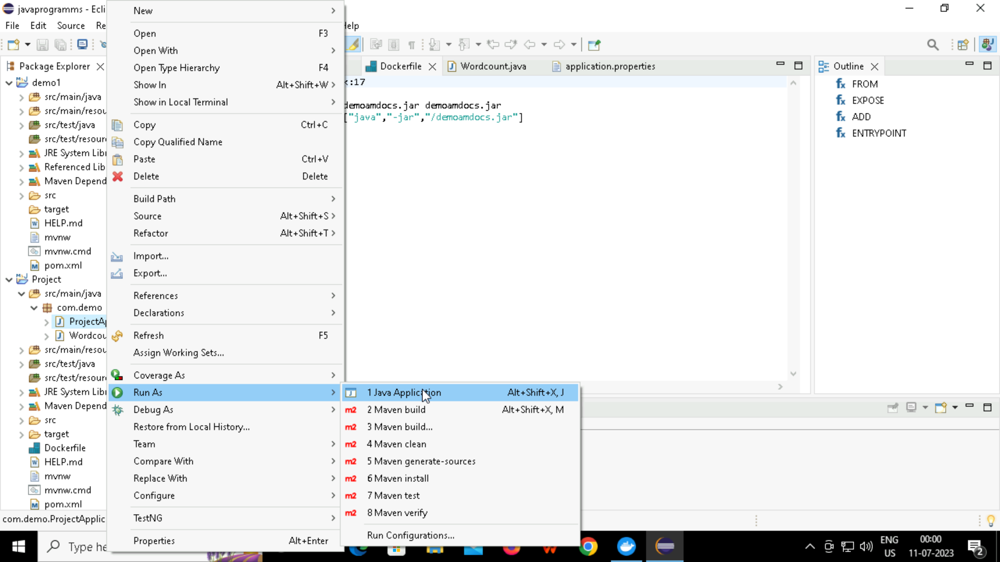 javaprogramms - Ecli
File Edit Source Re
Package Explorer
demo1
src/main/java
src/main/resou
src/test/java
src/test/resour
JRE System Libr
Referenced Lib
Maven Depend
src
target
HELP.md
mvnw
mvnw.cmd
pom.xml
Project
src/main/java
com.demo
ProjectAp
Wordcou
src/main/resou
src/test/java
src/test/resour
JRE System Libr
Maven Depend
src
target
Dockerfile
HELP.md
mvnw
mvnw.cmd
pom.xml
com.demo.ProjectApplic
New
Open F3
Open With
Open Type Hierarchy F4
Show In Alt+Shift+W
Show in Local Terminal
Copy Ctrl+C
Copy Qualified Name
Paste Ctrl+V
Delete Delete
Build Path
Source Alt+Shift+S
Refactor Alt+Shift+T
Import...
Export...
References
Declarations
Refresh F5
Assign Working Sets...
Coverage As
Run As
Debug As
Restore from Local History...
Team
Compare With
Replace With
Configure
TestNG
Properties Alt+Enter
1 Java Application Alt+Shift+X, J
2 Maven build Alt+Shift+X, M
3 Maven build...
4 Maven clean
5 Maven generate-sources
6 Maven install
7 Maven test
8 Maven verify
Run Configurations...
elp
Dockerfile Wordcount.java application.properties
:17
demoamdocs.jar demoamdocs.jar
["java","-jar","/demoamdocs.jar"]
Outline
FROM
EXPOSE
ADD
ENTRYPOINT
Type he
ENG
US
00:00
11-07-2023
2